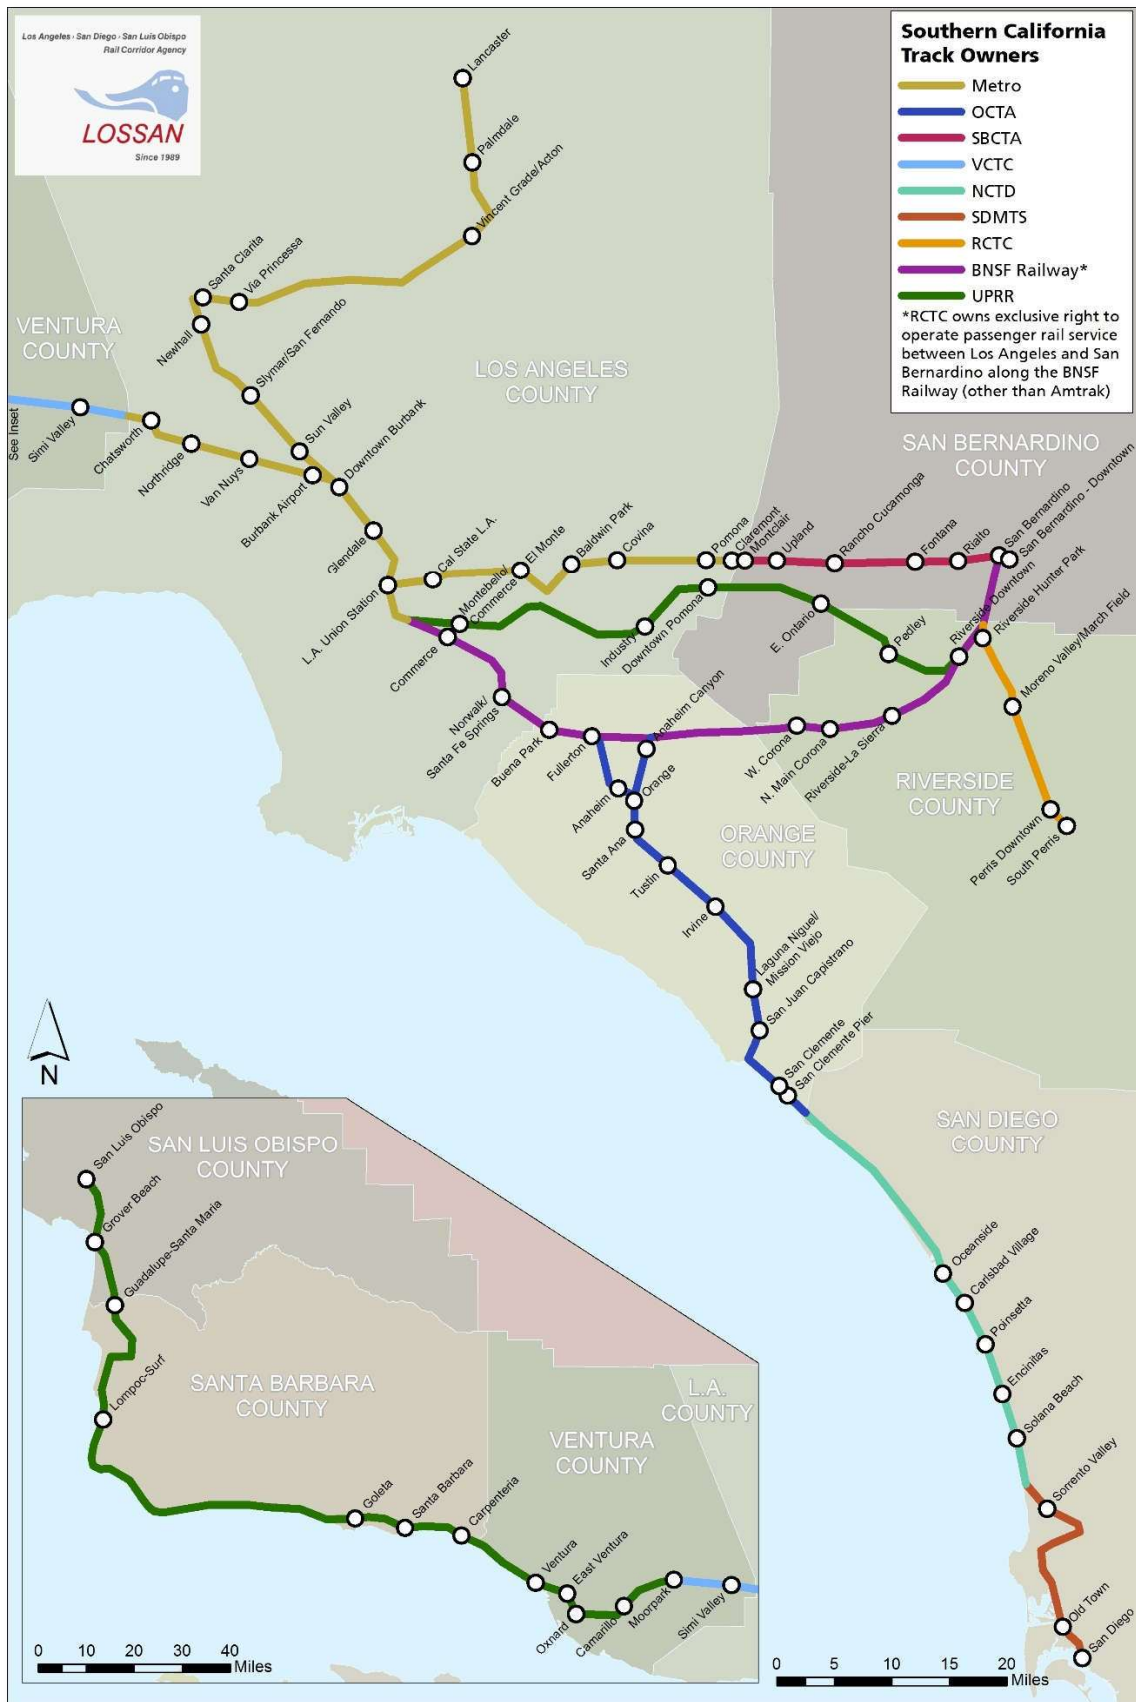 Los Angeles - San Diego - San Luis Obispo
Rail Corridor Agency
LOSSAN
Since 1989
Southern California
Track Owners
Metro
OCTA
SBCTA
VCTC
NCTD
SDMTS
RCTC
BNSF Railway*
UPRR
*RCTC owns exclusive right to
operate passenger rail service
between Los Angeles and San
Bernardino along the BNSF
Railway (other than Amtrak)
Lancaster
Palmdale
Vincent Grade/Acton
Santa Clarita
Via Princessa
Newhall
Slymar/San Fernando
VENTURA
COUNTY
LOS ANGELES
COUNTY
SAN BERNARDINO
COUNTY
See Inset
Simi Valley
Chatsworth
Northridge
Van Nuys
Sun Valley
Burbank Airport
Downtown Burbank
Glendale
L.A. Union Station
Cal State L.A.
El Monte
Baldwin Park
Covina
Pomona
Claremont
Montclair
Upland
Rancho Cucamonga
Fontana
Rialto
San Bernardino
San Bernardino - Downtown
Montebello/
Commerce
Commerce
Industry
Downtown Pomona
E. Ontario
Pedley
Riverside Downtown
Riverside Hunter Park
Moreno Valley/March Field
Norwalk/
Santa Fe Springs
Buena Park
Fullerton
Anaheim Canyon
W. Corona
N. Main Corona
Riverside-La Sierra
RIVERSIDE
COUNTY
Perris Downtown
South Perris
Anaheim
Orange
ORANGE
COUNTY
Santa Ana
Tustin
Irvine
Laguna Niguel/
Mission Viejo
San Juan Capistrano
San Clemente
San Clemente Pier
N
SAN DIEGO
COUNTY
Oceanside
Carlsbad Village
Poinsetta
Encinitas
Solana Beach
Sorrento Valley
Old Town
San Diego
San Luis Obispo
SAN LUIS OBISPO
COUNTY
Grover Beach
Guadalupe-Santa Maria
Lompoc-Surf
SANTA BARBARA
COUNTY
L.A.
COUNTY
VENTURA
COUNTY
Goleta
Santa Barbara
Carpenteria
Ventura
East Ventura
Oxnard
Camarillo
Moorpark
Simi Valley
0 10 20 30 40
Miles
0 5 10 15 20
Miles